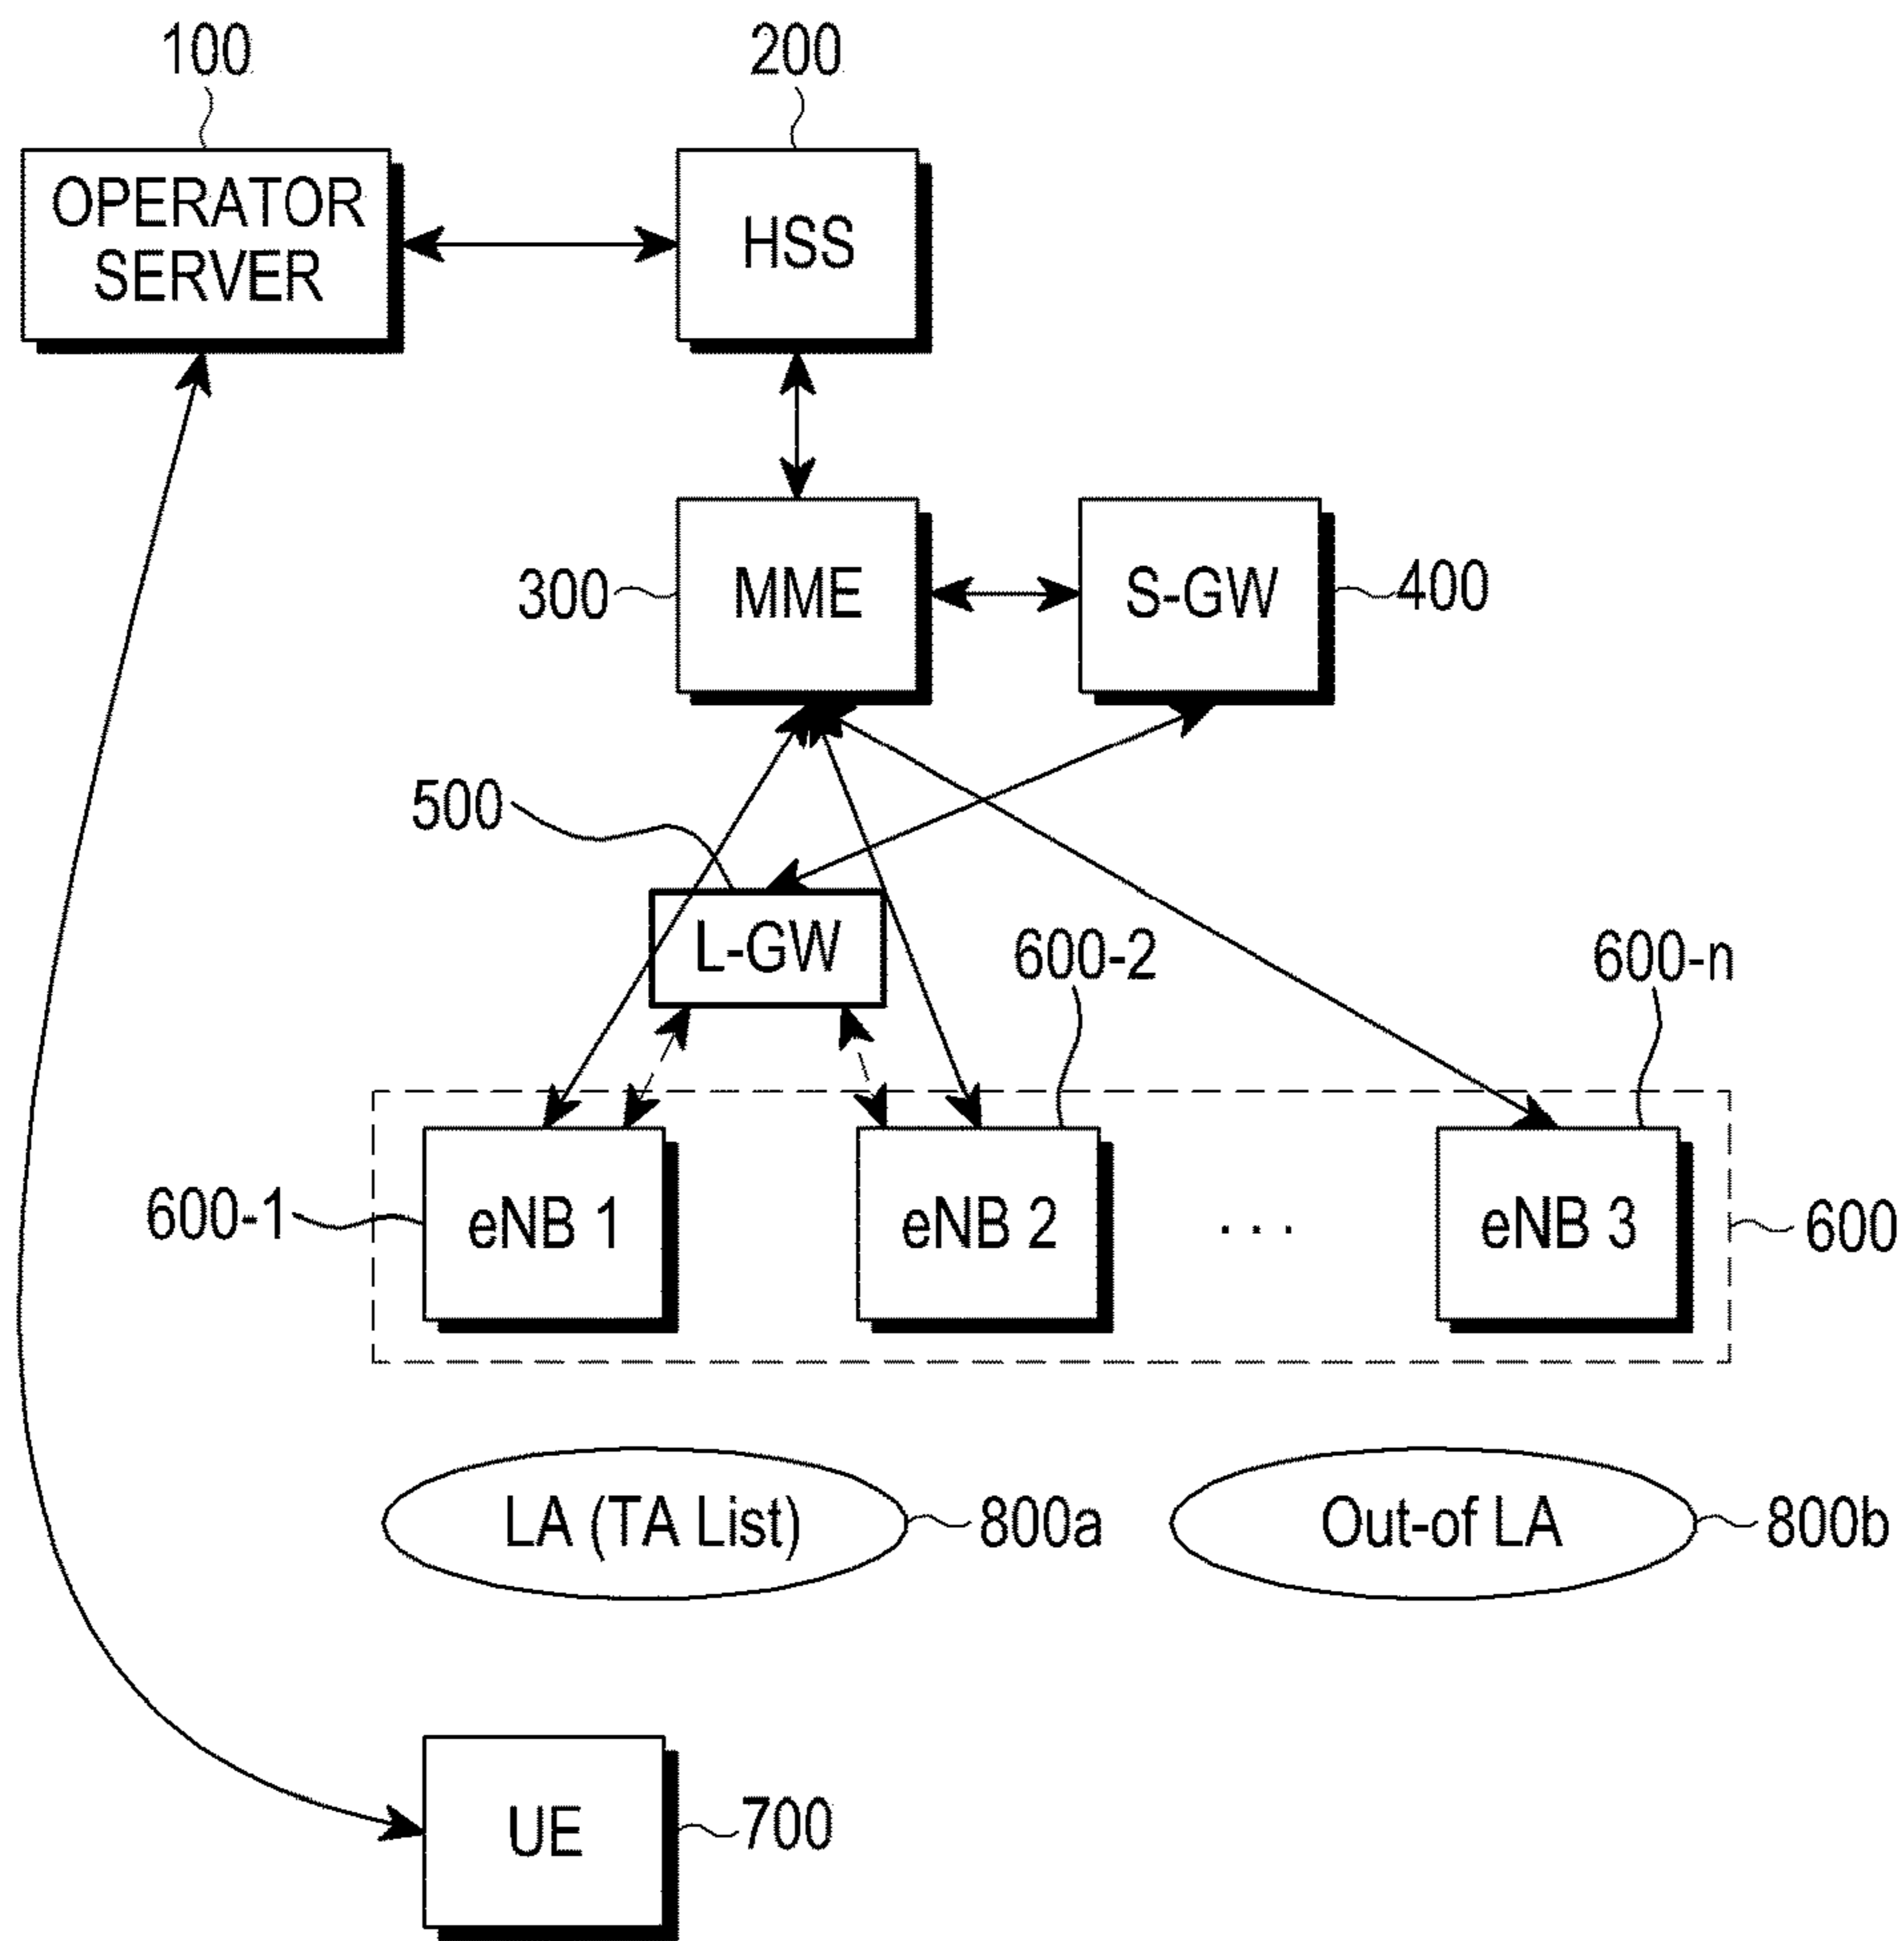 100
200
OPERATOR
SERVER
HSS
300
MME
S-GW
400
500
L-GW
600-2
600-n
600-1
eNB 1
eNB 2
. . .
eNB 3
600
LA (TA List)
800a
Out-of LA
800b
UE
700